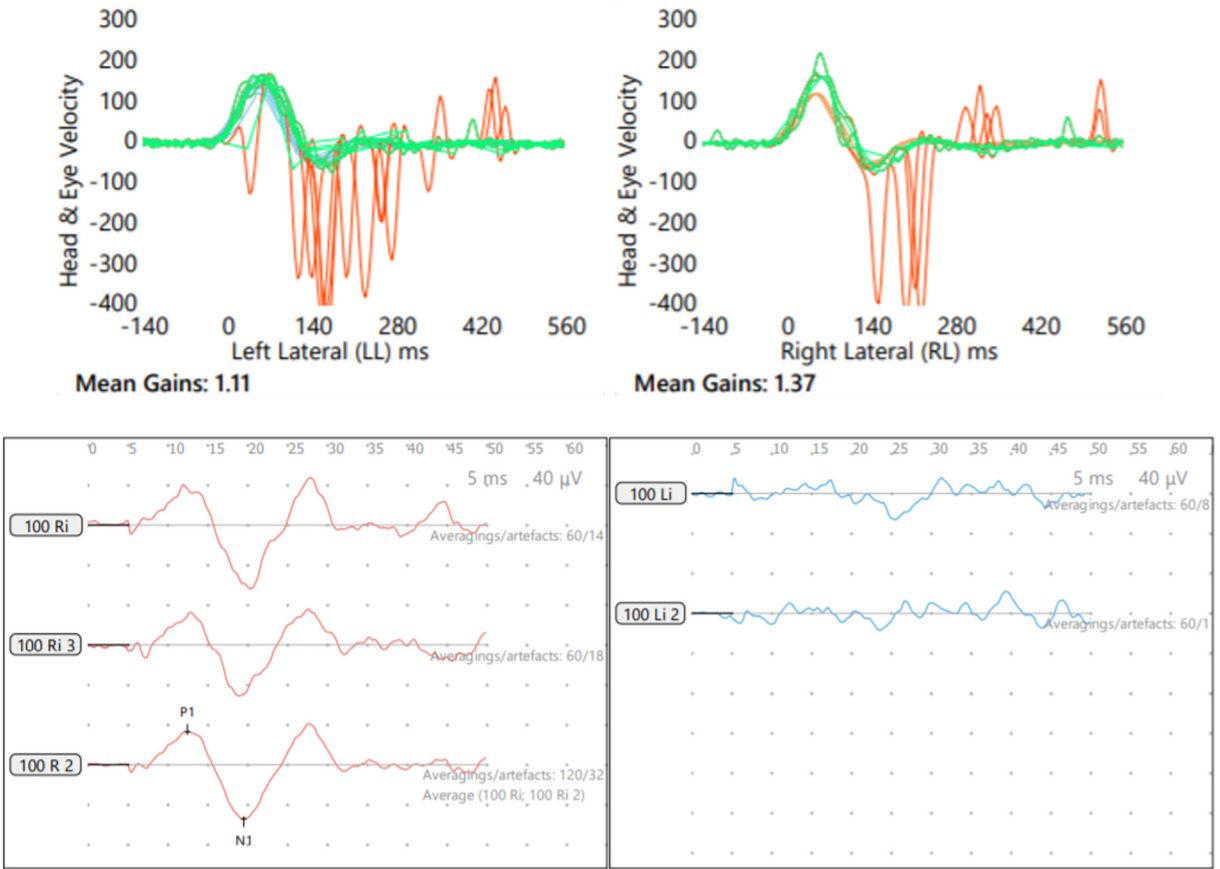 300
200
100
0
-100
-200
-300
-400
Head & Eye Velocity
-140 0 140 280 420 560
Left Lateral (LL) ms
Mean Gains: 1.11
300
200
100
0
-100
-200
-300
-400
Head & Eye Velocity
-140 0 140 280 420 560
Right Lateral (RL) ms
Mean Gains: 1.37
0 5 10 15 20 25 30 35 40 45 50 55 60
5 ms 40 µV
100 Ri
Averagings/artefacts: 60/14
100 Ri 3
Averagings/artefacts: 60/18
P1
100 R 2
Averagings/artefacts: 120/32
Average (100 Ri; 100 Ri 2)
N1
0 5 10 15 20 25 30 35 40 45 50 55 60
5 ms 40 µV
100 Li
Averagings/artefacts: 60/8
100 Li 2
Averagings/artefacts: 60/1